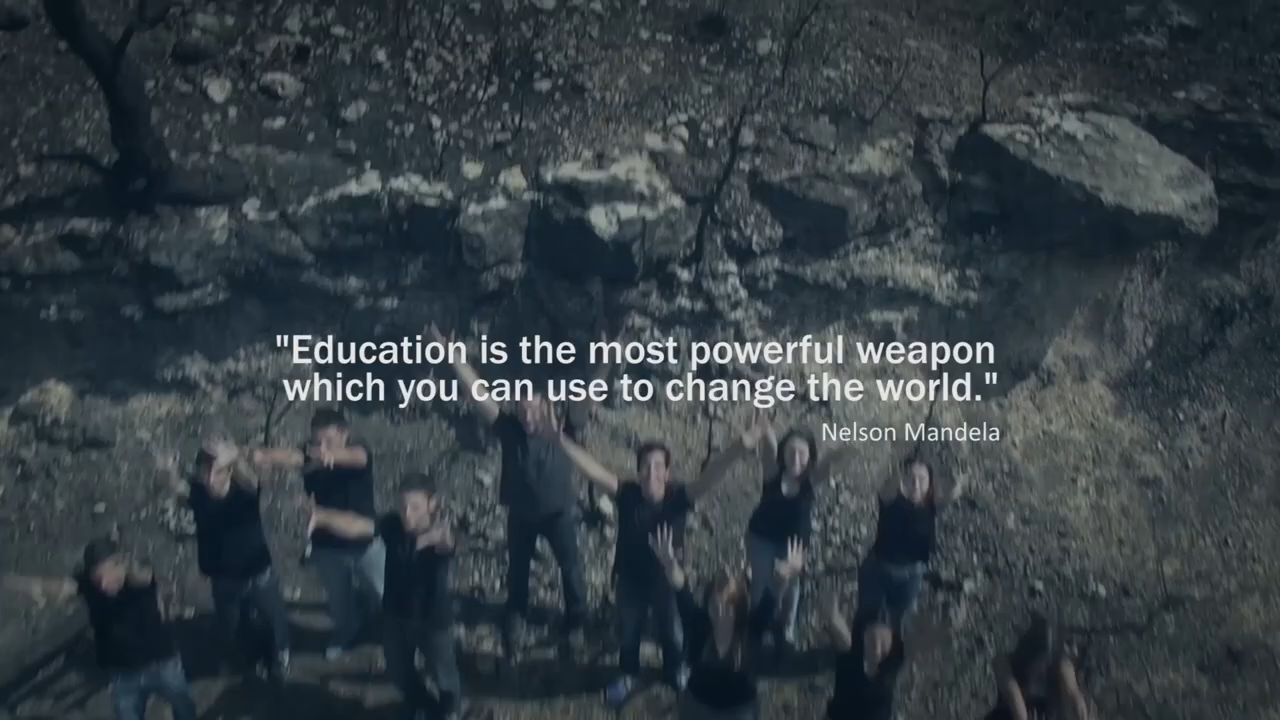 "Education is the most powerful weapon
which you can use to change the world."
Nelson Mandela